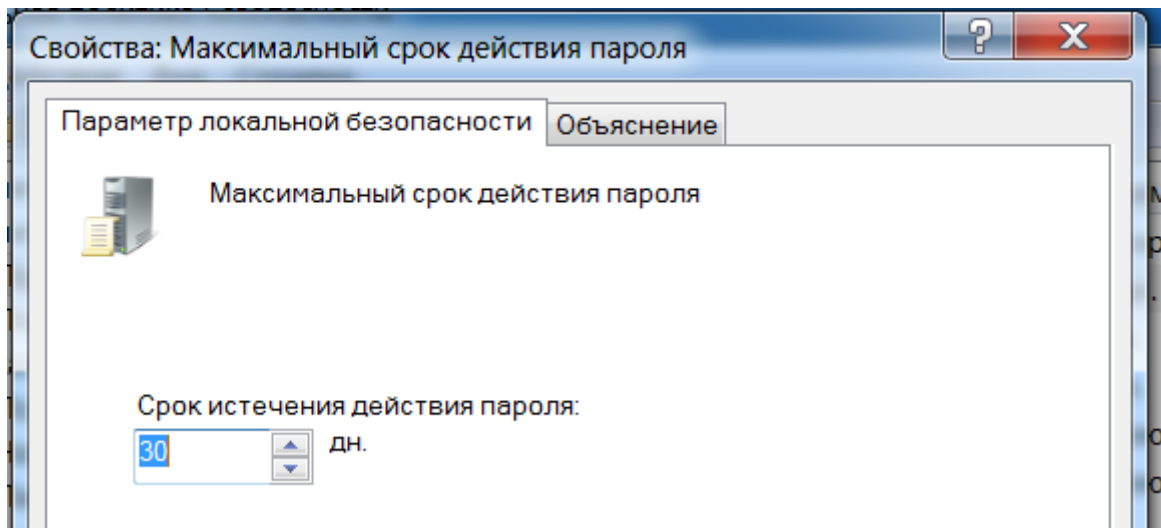 Свойства: Максимальный срок действия пароля
Параметр локальной безопасности
Объяснение
Максимальный срок действия пароля
Срок истечения действия пароля:
30
дн.